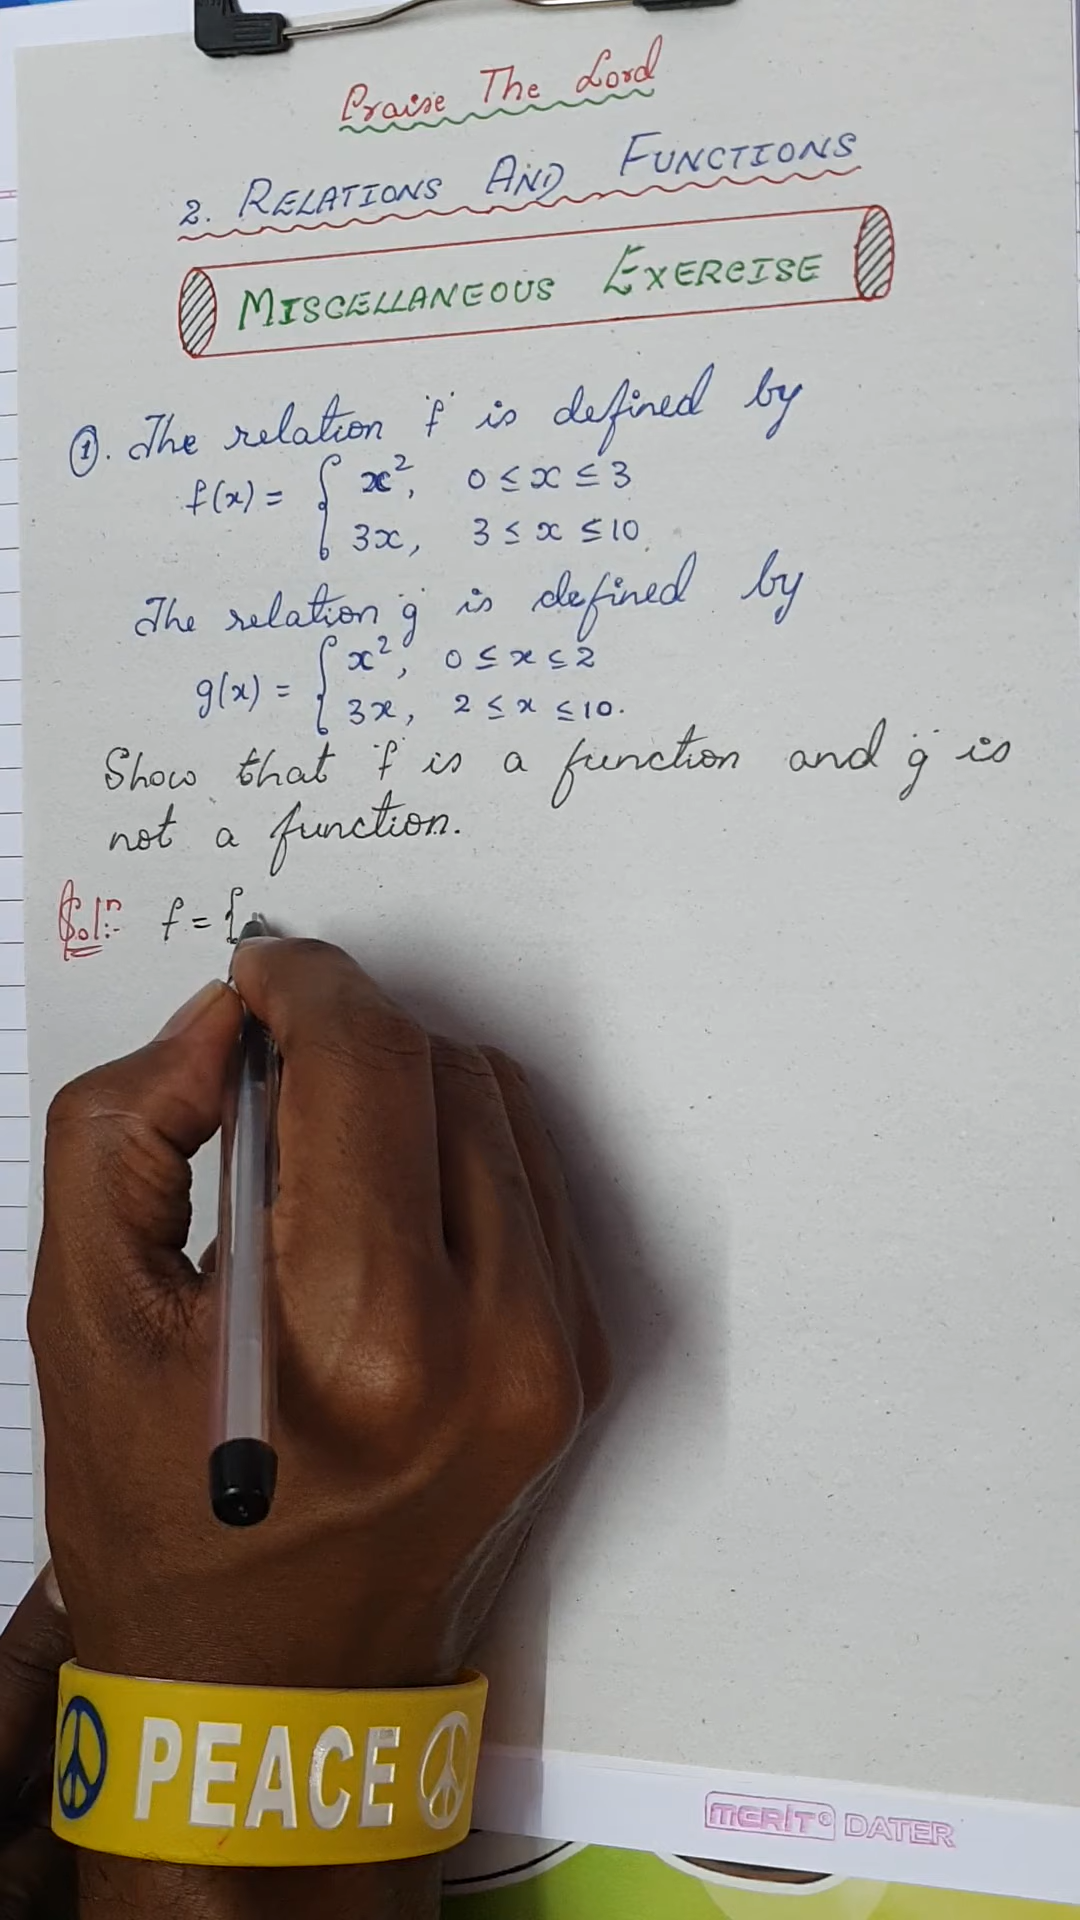 Praise The Lord
2. RELATIONS AND FUNCTIONS
MISCELLANEOUS EXERCISE
①. The relation 'f' is defined by
f(x) = { x², 0 ≤ x ≤ 3
3x, 3 ≤ x ≤ 10
The relation 'g' is defined by
g(x) = { x², 0 ≤ x ≤ 2
3x, 2 ≤ x ≤ 10.
Show that 'f' is a function and 'g' is
not a function.
Solⁿ:- f = {
PEACE
merit© DATER